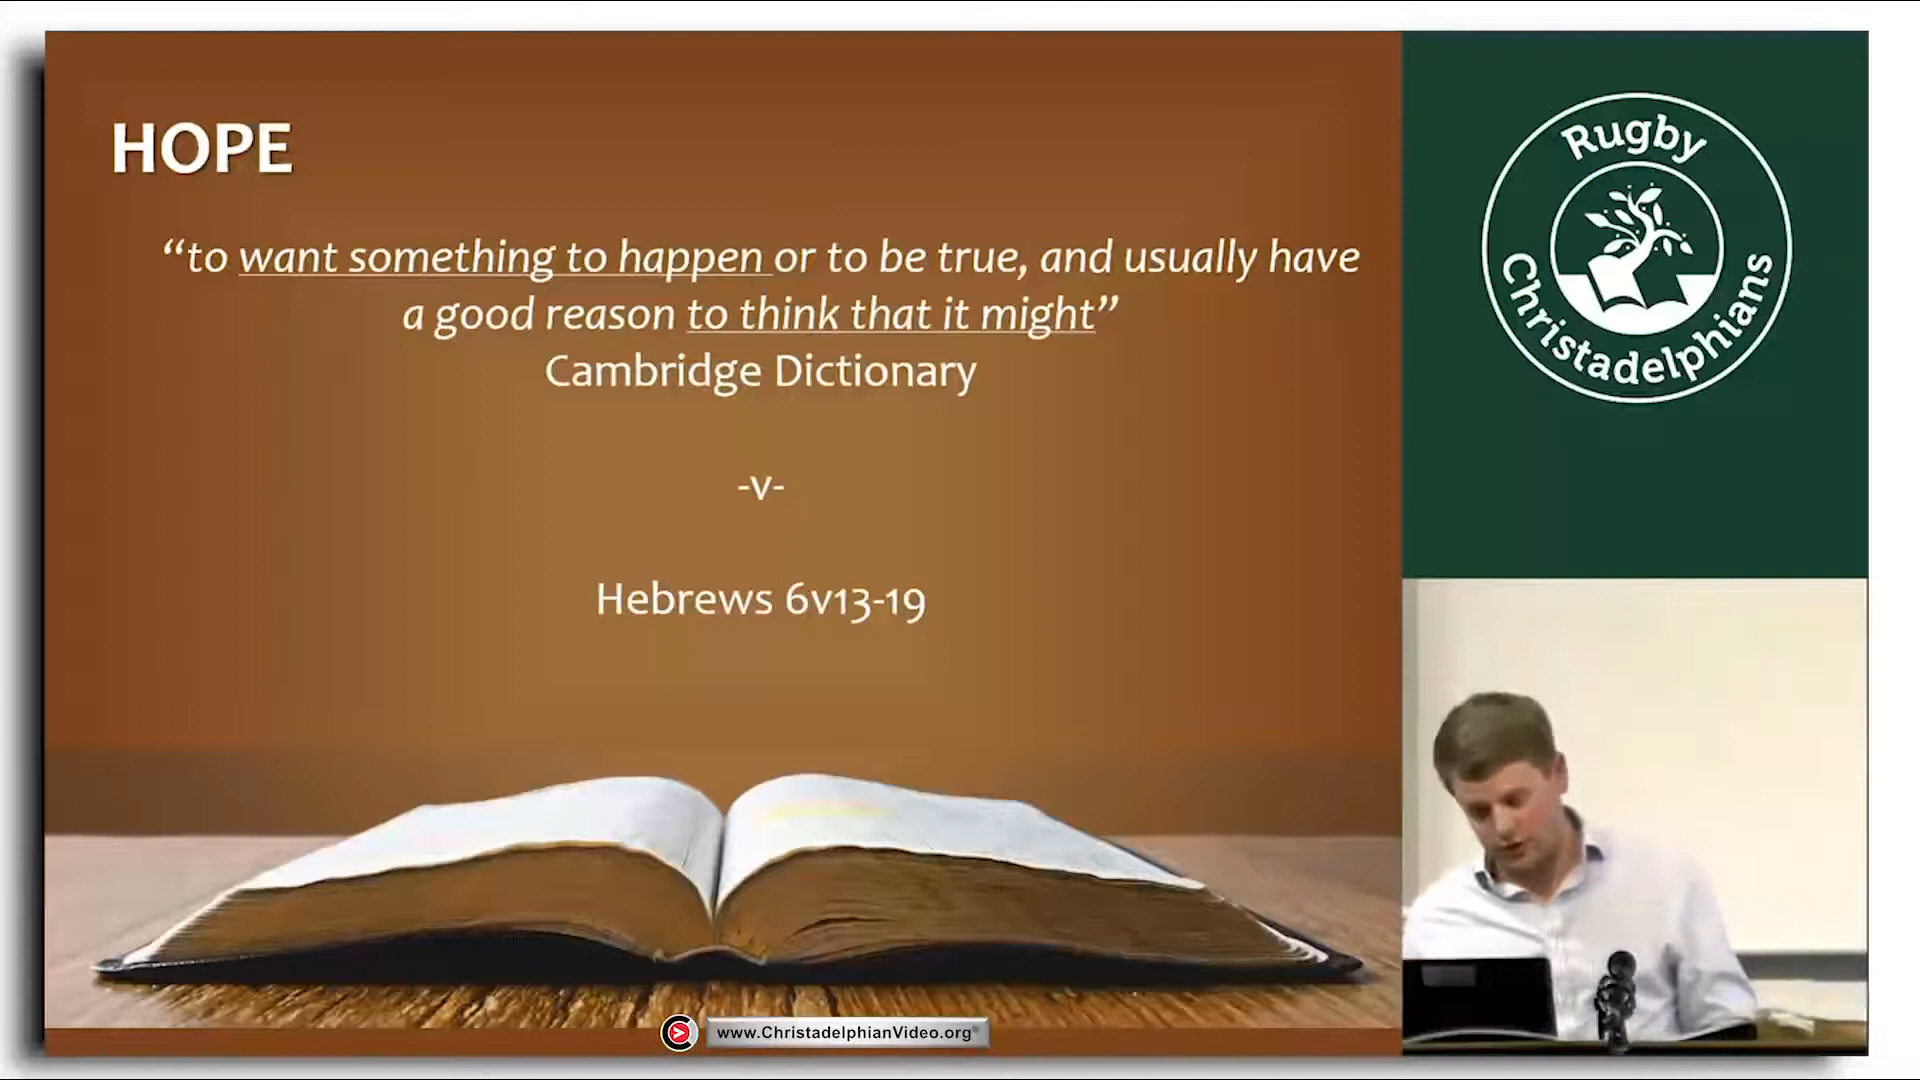 HOPE
“to want something to happen or to be true, and usually have
a good reason to think that it might”
Cambridge Dictionary
-v-
Hebrews 6v13-19
Rugby
Christadelphians
www.ChristadelphianVideo.org®